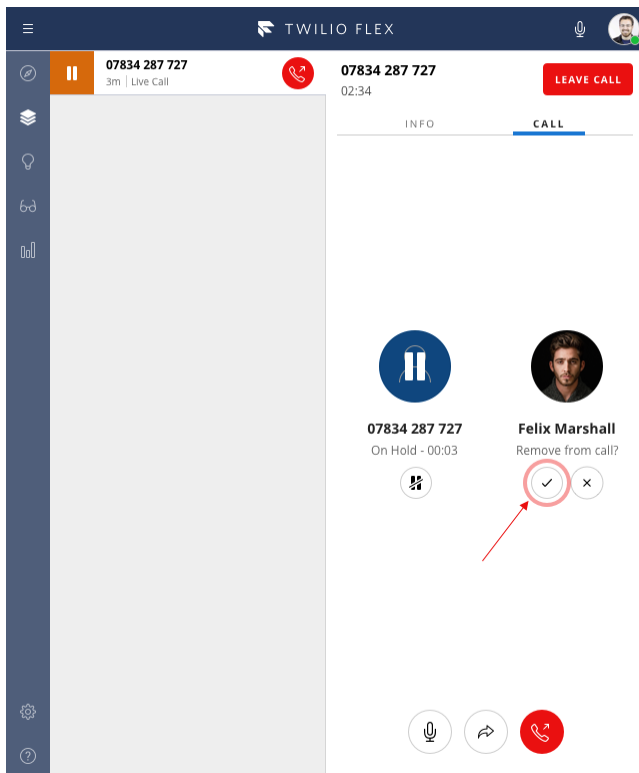 TWILIO FLEX
07834 287 727
3m | Live Call
07834 287 727
02:34
LEAVE CALL
INFO
CALL
07834 287 727
On Hold - 00:03
Felix Marshall
Remove from call?